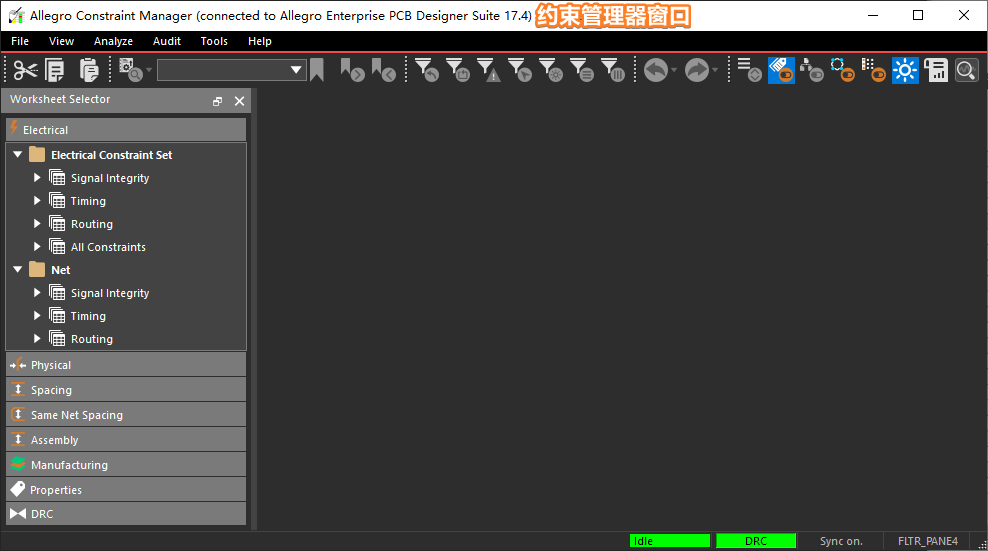 Allegro Constraint Manager (connected to Allegro Enterprise PCB Designer Suite 17.4) 约束管理器窗口
File View Analyze Audit Tools Help
Worksheet Selector
Electrical
Electrical Constraint Set
Signal Integrity
Timing
Routing
All Constraints
Net
Signal Integrity
Timing
Routing
Physical
Spacing
Same Net Spacing
Assembly
Manufacturing
Properties
DRC
Idle DRC Sync on. FLTR_PANE4